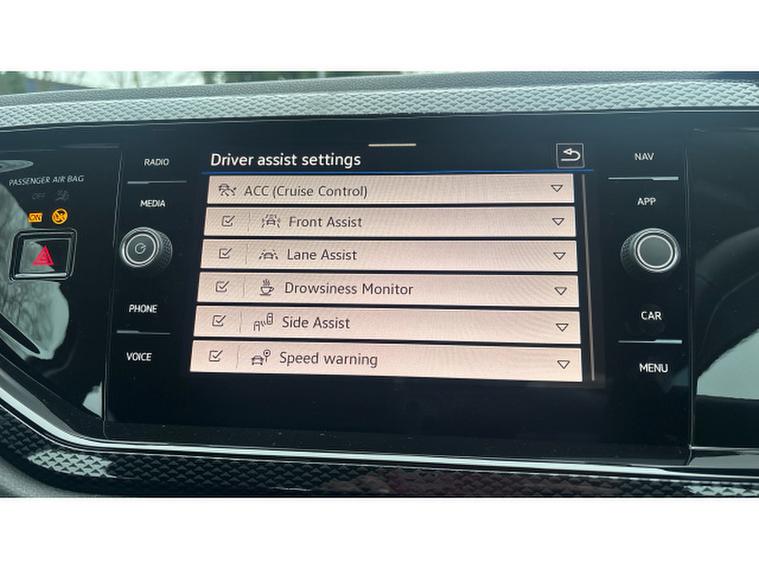 PASSENGER AIR BAG
OFF
ON
RADIO
MEDIA
PHONE
VOICE
Driver assist settings
ACC (Cruise Control)
Front Assist
Lane Assist
Drowsiness Monitor
Side Assist
Speed warning
NAV
APP
CAR
MENU